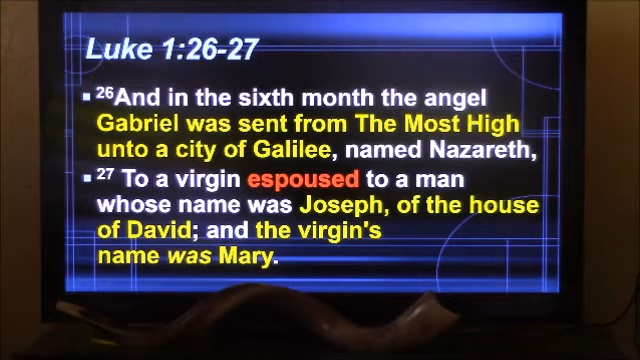 Luke 1:26-27
▪ 26And in the sixth month the angel
Gabriel was sent from The Most High
unto a city of Galilee, named Nazareth,
▪ 27 To a virgin espoused to a man
whose name was Joseph, of the house
of David; and the virgin's
name was Mary.